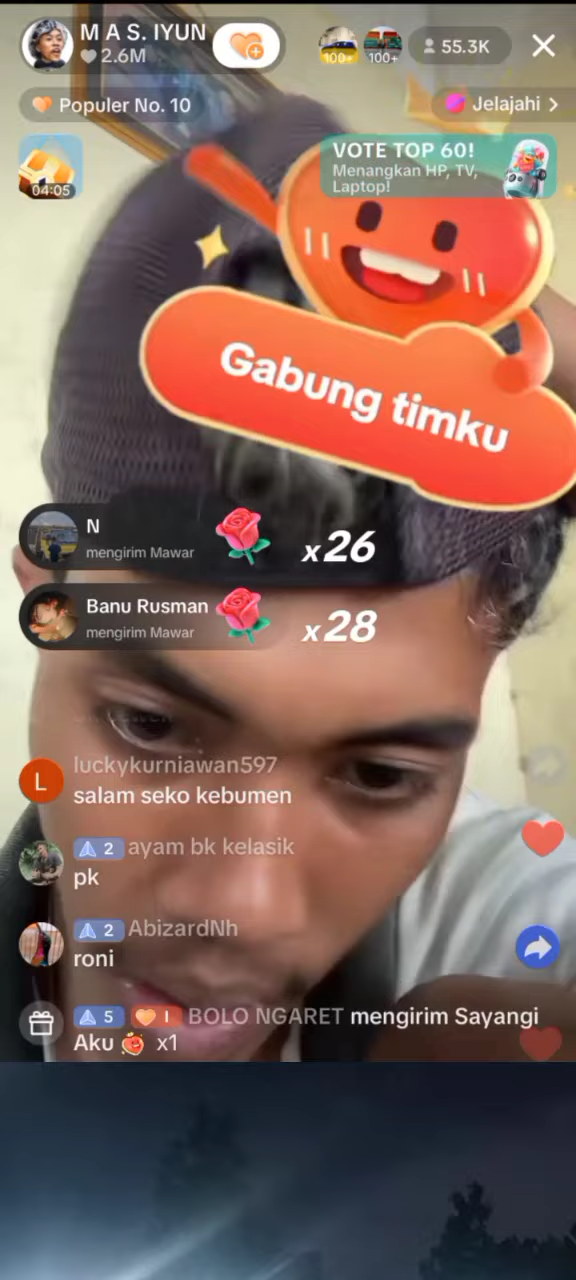 M A S. IYUN
2.6M
100+
100+
55.3K
Populer No. 10
Jelajahi
04:05
VOTE TOP 60!
Menangkan HP, TV,
Laptop!
Gabung timku
N
mengirim Mawar
x26
Banu Rusman
mengirim Mawar
x28
L
luckykurniawan597
salam seko kebumen
2 ayam bk kelasik
pk
2 AbizardNh
roni
5 I BOLO NGARET mengirim Sayangi
Aku x1